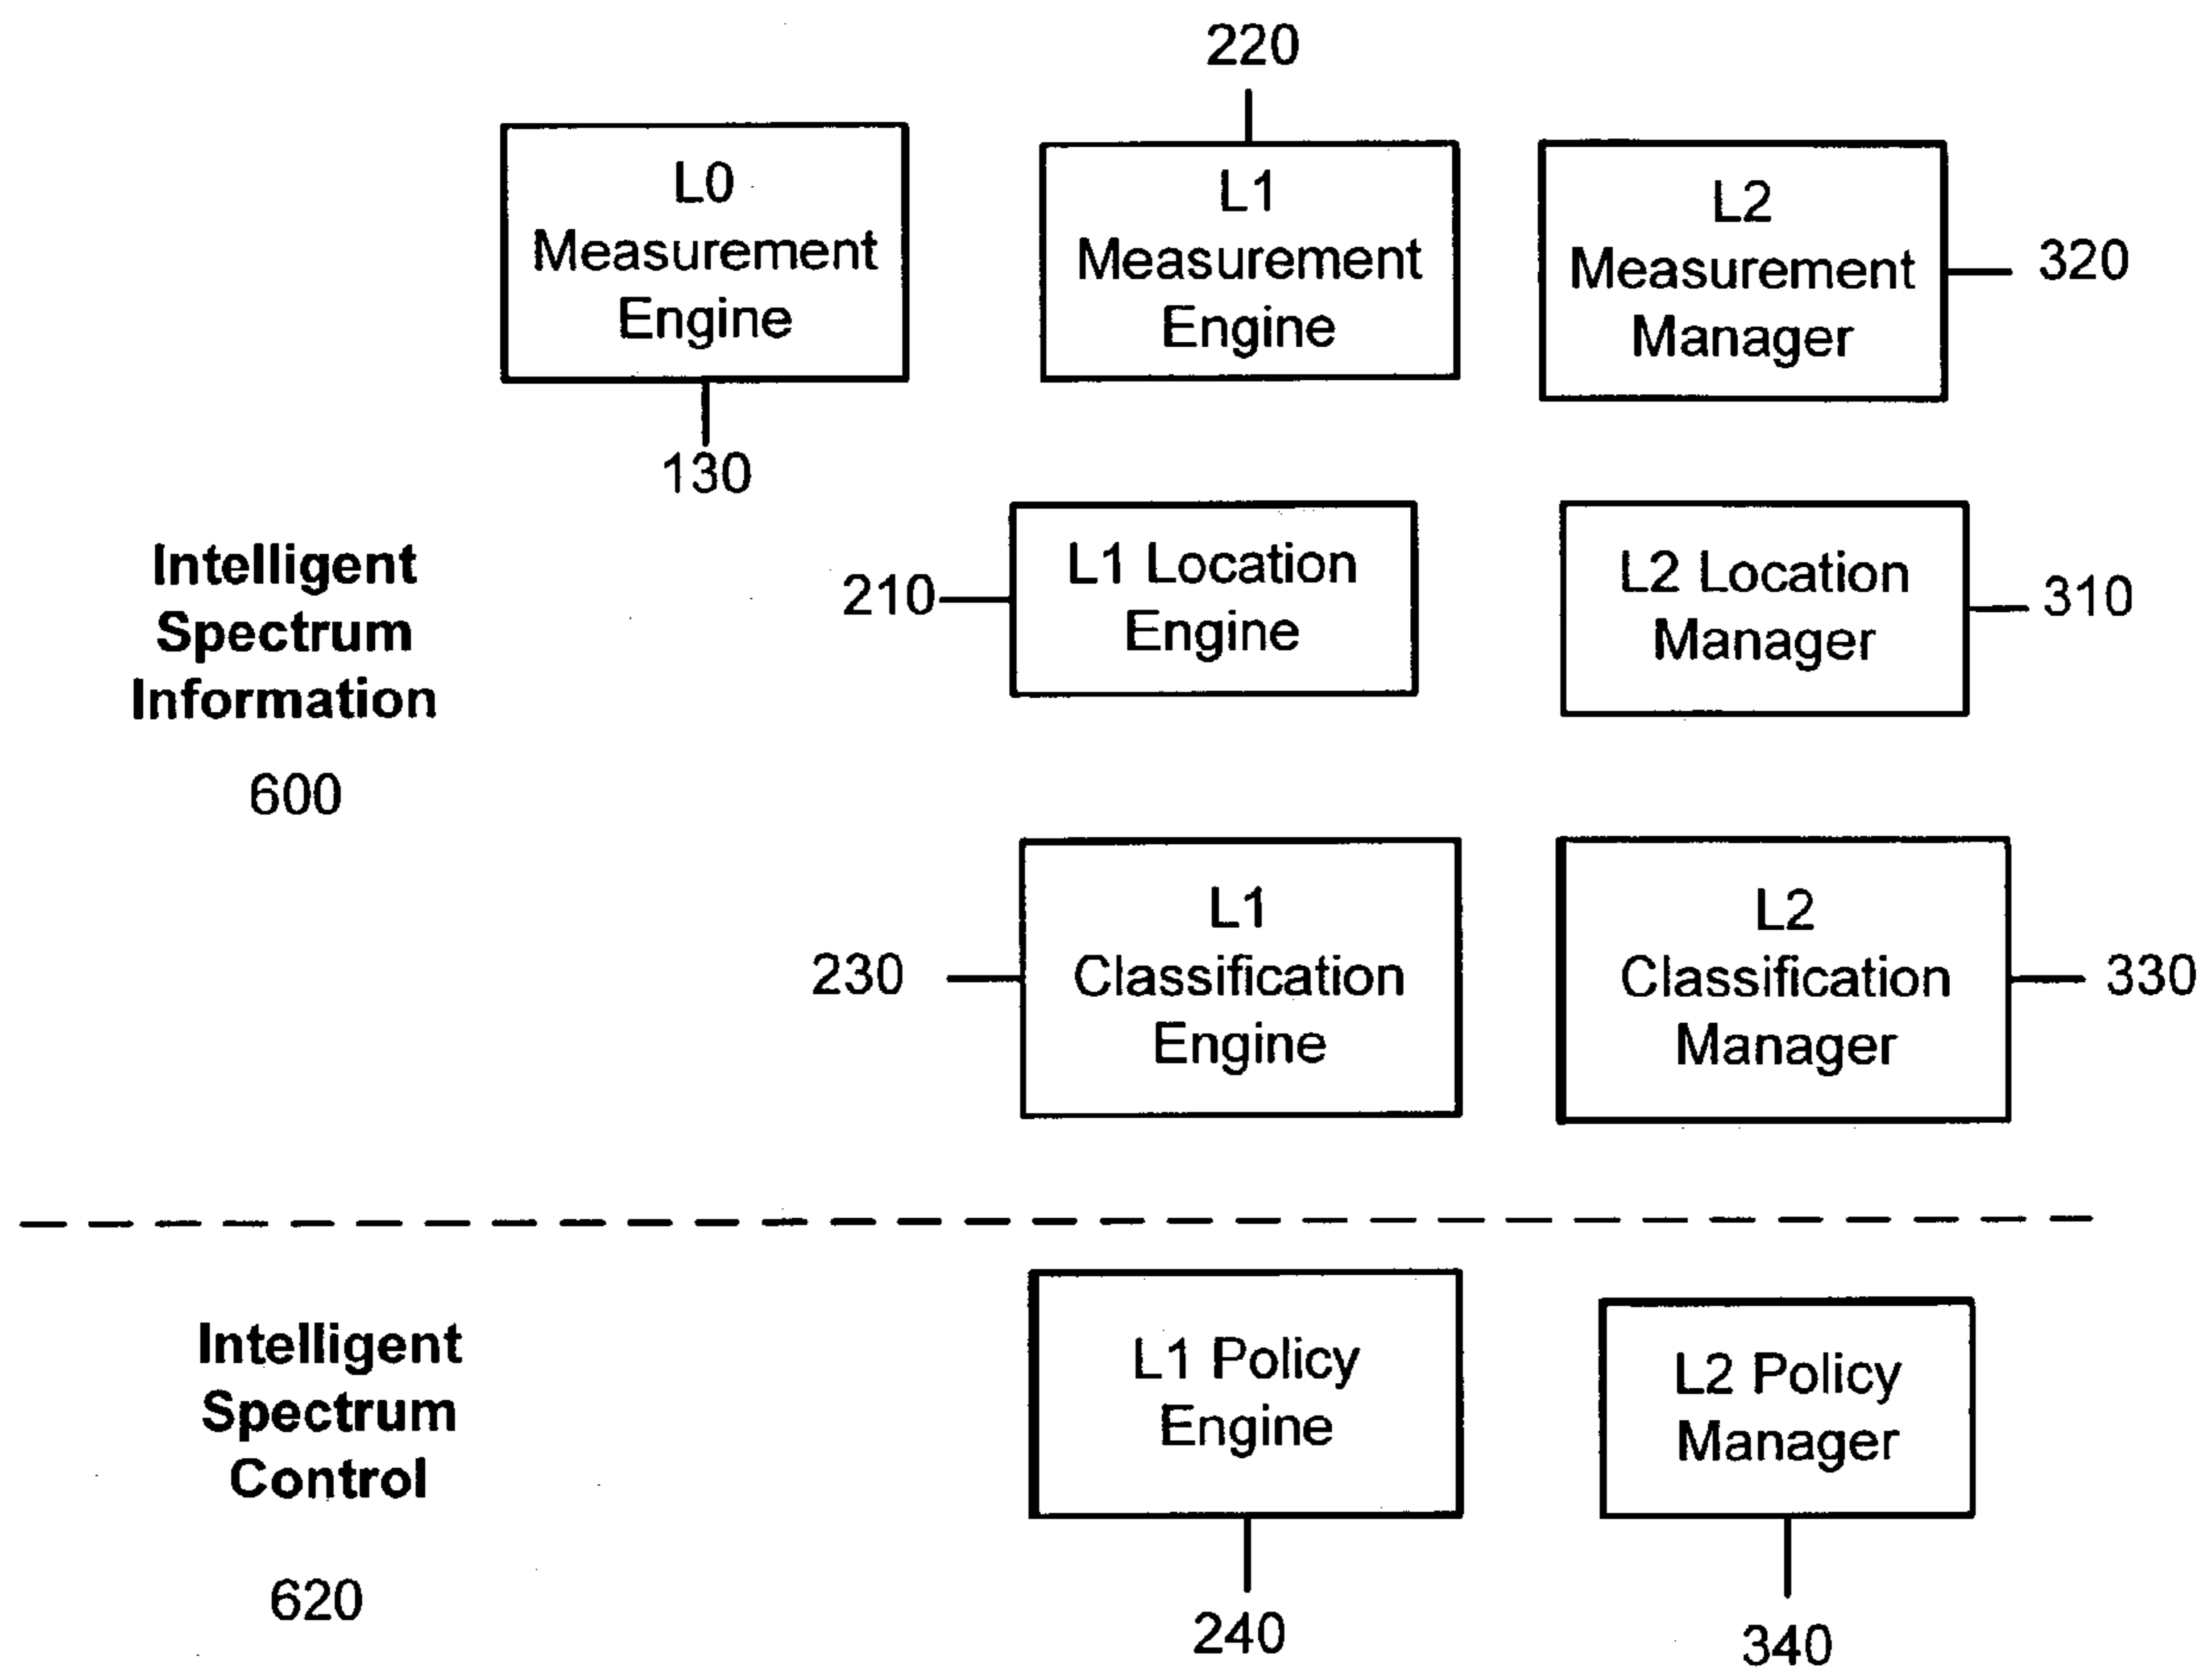 220
L0
Measurement
Engine
L1
Measurement
Engine
L2
Measurement
Manager
320
130
Intelligent
Spectrum
Information
600
210
L1 Location
Engine
L2 Location
Manager
310
230
L1
Classification
Engine
L2
Classification
Manager
330
Intelligent
Spectrum
Control
620
L1 Policy
Engine
L2 Policy
Manager
240
340